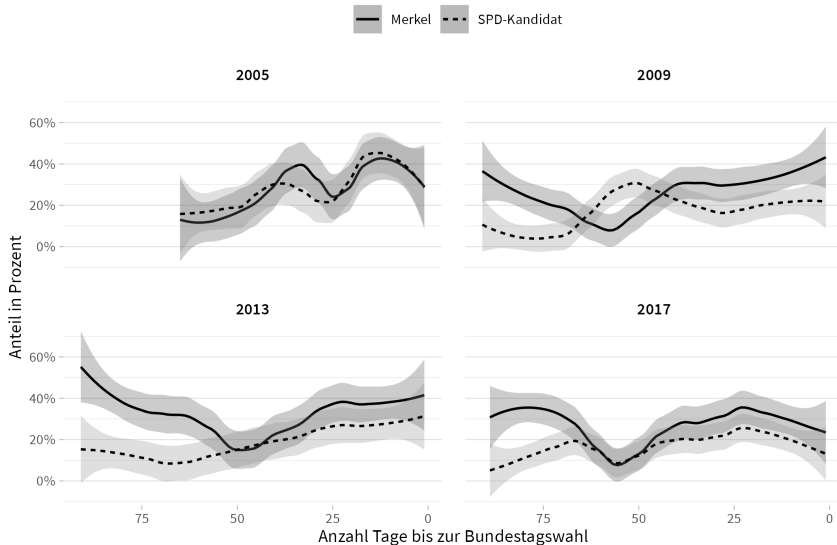 Merkel
SPD-Kandidat
2005
2009
60%
40%
20%
0%
2013
2017
60%
40%
20%
0%
75 50 25 0
75 50 25 0
Anteil in Prozent
Anzahl Tage bis zur Bundestagswahl